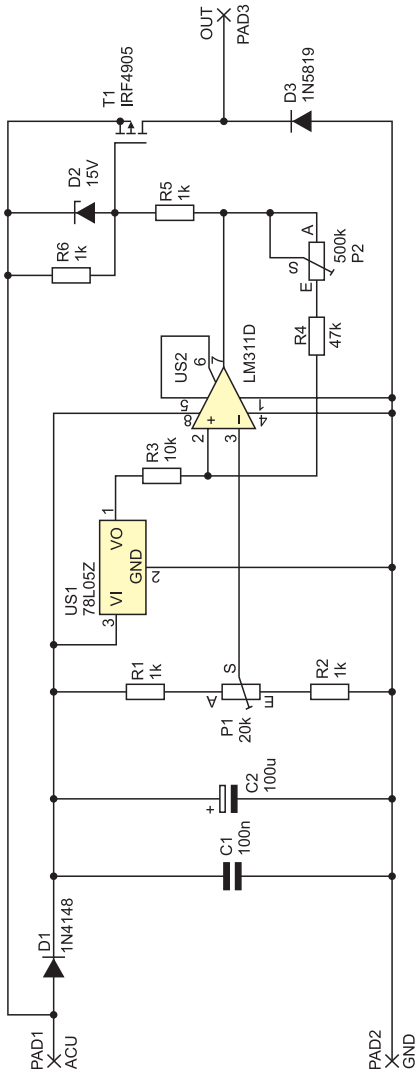 PAD1
ACU
PAD2
GND
D1
1N4148
C1
100n
C2
100u
+
R1
1k
A
P1
20k
S
E
R2
1k
US1
78L05Z
VI
VO
GND
3
1
2
R3
10k
2
3
+
–
8
5
US2
6
7
LM311D
1
4
R4
47k
E
S
A
500k
P2
R6
1k
D2
15V
R5
1k
T1
IRF4905
OUT
PAD3
D3
1N5819